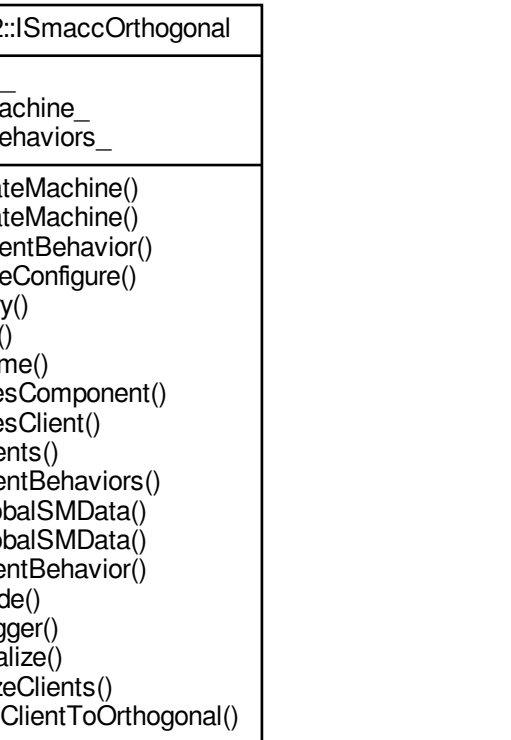 ::ISmaccOrthogonal
_
achine_
ehaviors_
ateMachine()
ateMachine()
entBehavior()
eConfigure()
y()
()
me()
esComponent()
esClient()
ents()
entBehaviors()
obalSMData()
obalSMData()
entBehavior()
de()
gger()
alize()
zeClients()
ClientToOrthogonal()